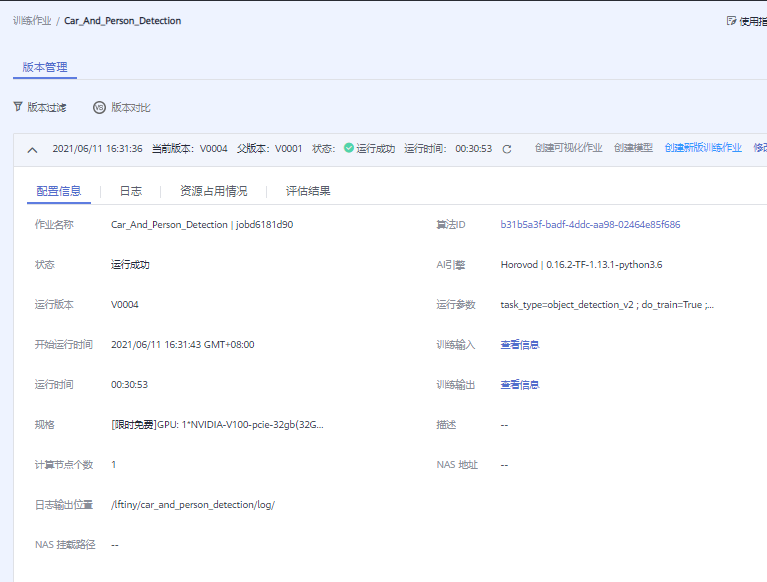 训练作业 / Car_And_Person_Detection
使用指
版本管理
版本过滤 VS 版本对比
2021/06/11 16:31:36 当前版本: V0004 父版本: V0001 状态: 运行成功 运行时间: 00:30:53 创建可视化作业 创建模型 创建新版训练作业 修改
配置信息 日志 资源占用情况 评估结果
作业名称 Car_And_Person_Detection | jobd6181d90 算法ID b31b5a3f-badf-4ddc-aa98-02464e85f686
状态 运行成功 AI引擎 Horovod | 0.16.2-TF-1.13.1-python3.6
运行版本 V0004 运行参数 task_type=object_detection_v2 ; do_train=True ;...
开始运行时间 2021/06/11 16:31:43 GMT+08:00 训练输入 查看信息
运行时间 00:30:53 训练输出 查看信息
规格 [限时免费]GPU: 1*NVIDIA-V100-pcie-32gb(32G... 描述 --
计算节点个数 1 NAS 地址 --
日志输出位置 /lftiny/car_and_person_detection/log/
NAS 挂载路径 --